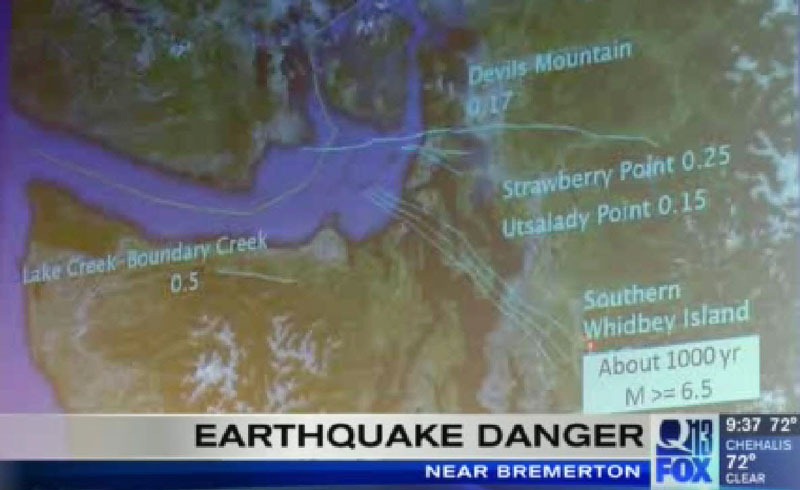 Devils Mountain
0.17
Strawberry Point 0.25
Utsalady Point 0.15
Lake Creek-Boundary Creek
0.5
Southern
Whidbey Island
About 1000 yr
M >= 6.5
EARTHQUAKE DANGER
NEAR BREMERTON
Q13
FOX
9:37 72°
CHEHALIS
72°
CLEAR